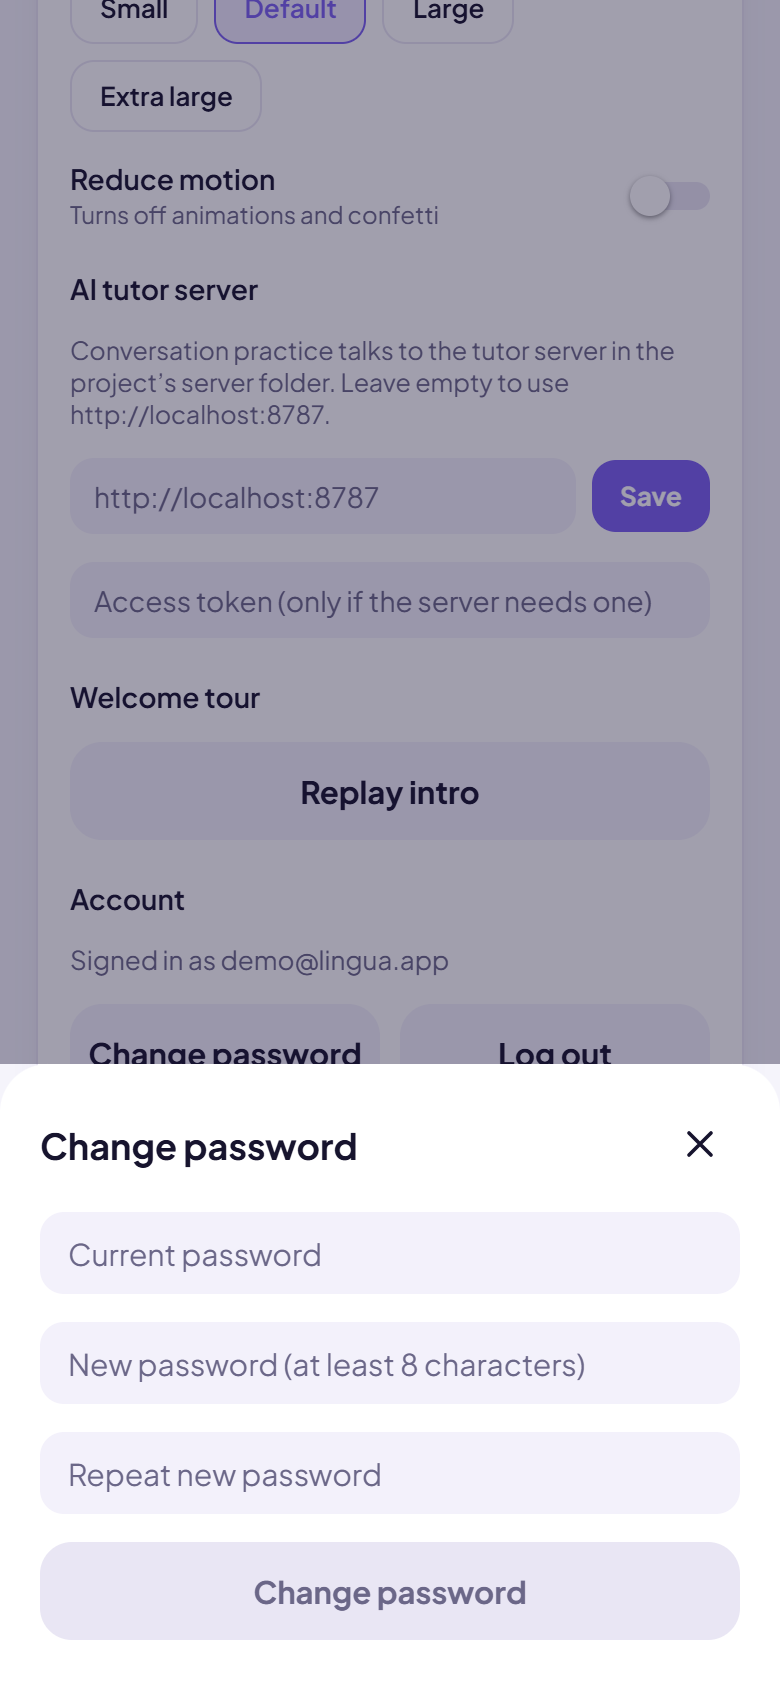 Small
Default
Large
Extra large
Reduce motion
Turns off animations and confetti
AI tutor server
Conversation practice talks to the tutor server in the
project’s server folder. Leave empty to use
http://localhost:8787.
http://localhost:8787
Save
Access token (only if the server needs one)
Welcome tour
Replay intro
Account
Signed in as demo@lingua.app
Change password
Log out
Change password
Current password
New password (at least 8 characters)
Repeat new password
Change password